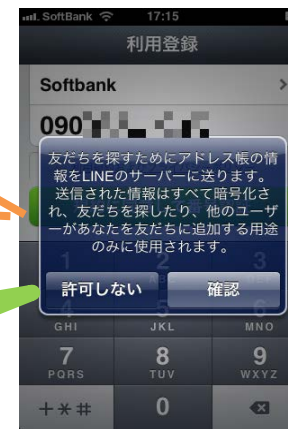 SoftBank 17:15
利用登録
Softbank
090
友だちを探すためにアドレス帳の情
報をLINEのサーバーに送ります。
送信された情報はすべて暗号化さ
れ、友だちを探したり、他のユーザ
ーがあなたを友だちに追加する用途
のみに使用されます。
許可しない 確認
1 2 3
GHI JKL MNO
7 8 9
PQRS TUV WXYZ
+*# 0